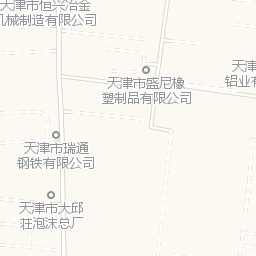 天津市恒兴冶金
机械制造有限公司
天津市盛尼橡
塑制品有限公司
天津
铝业有
天津市瑞通
钢铁有限公司
天津市大邱
庄泡沫总厂